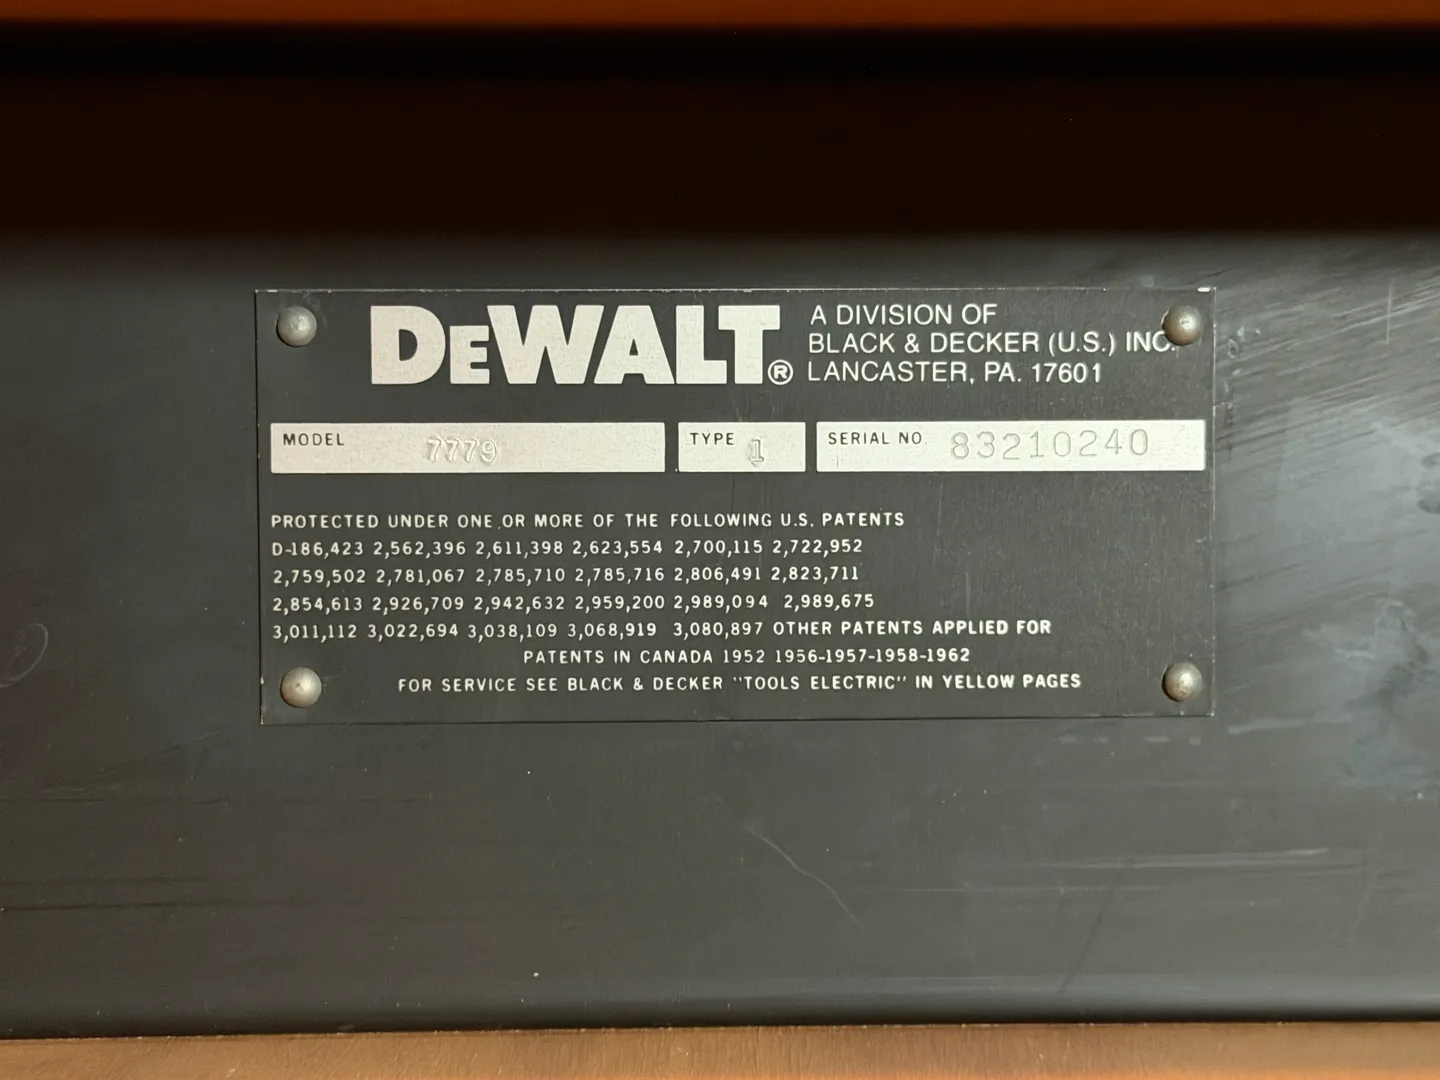 DEWALT®
A DIVISION OF
BLACK & DECKER (U.S.) INC.
LANCASTER, PA. 17601
MODEL 7779 TYPE 1 SERIAL NO. 83210240
PROTECTED UNDER ONE OR MORE OF THE FOLLOWING U.S. PATENTS
D-186,423 2,562,396 2,611,398 2,623,554 2,700,115 2,722,952
2,759,502 2,781,067 2,785,710 2,785,716 2,806,491 2,823,711
2,854,613 2,926,709 2,942,632 2,959,200 2,989,094 2,989,675
3,011,112 3,022,694 3,038,109 3,068,919 3,080,897 OTHER PATENTS APPLIED FOR
PATENTS IN CANADA 1952 1956-1957-1958-1962
FOR SERVICE SEE BLACK & DECKER "TOOLS ELECTRIC" IN YELLOW PAGES